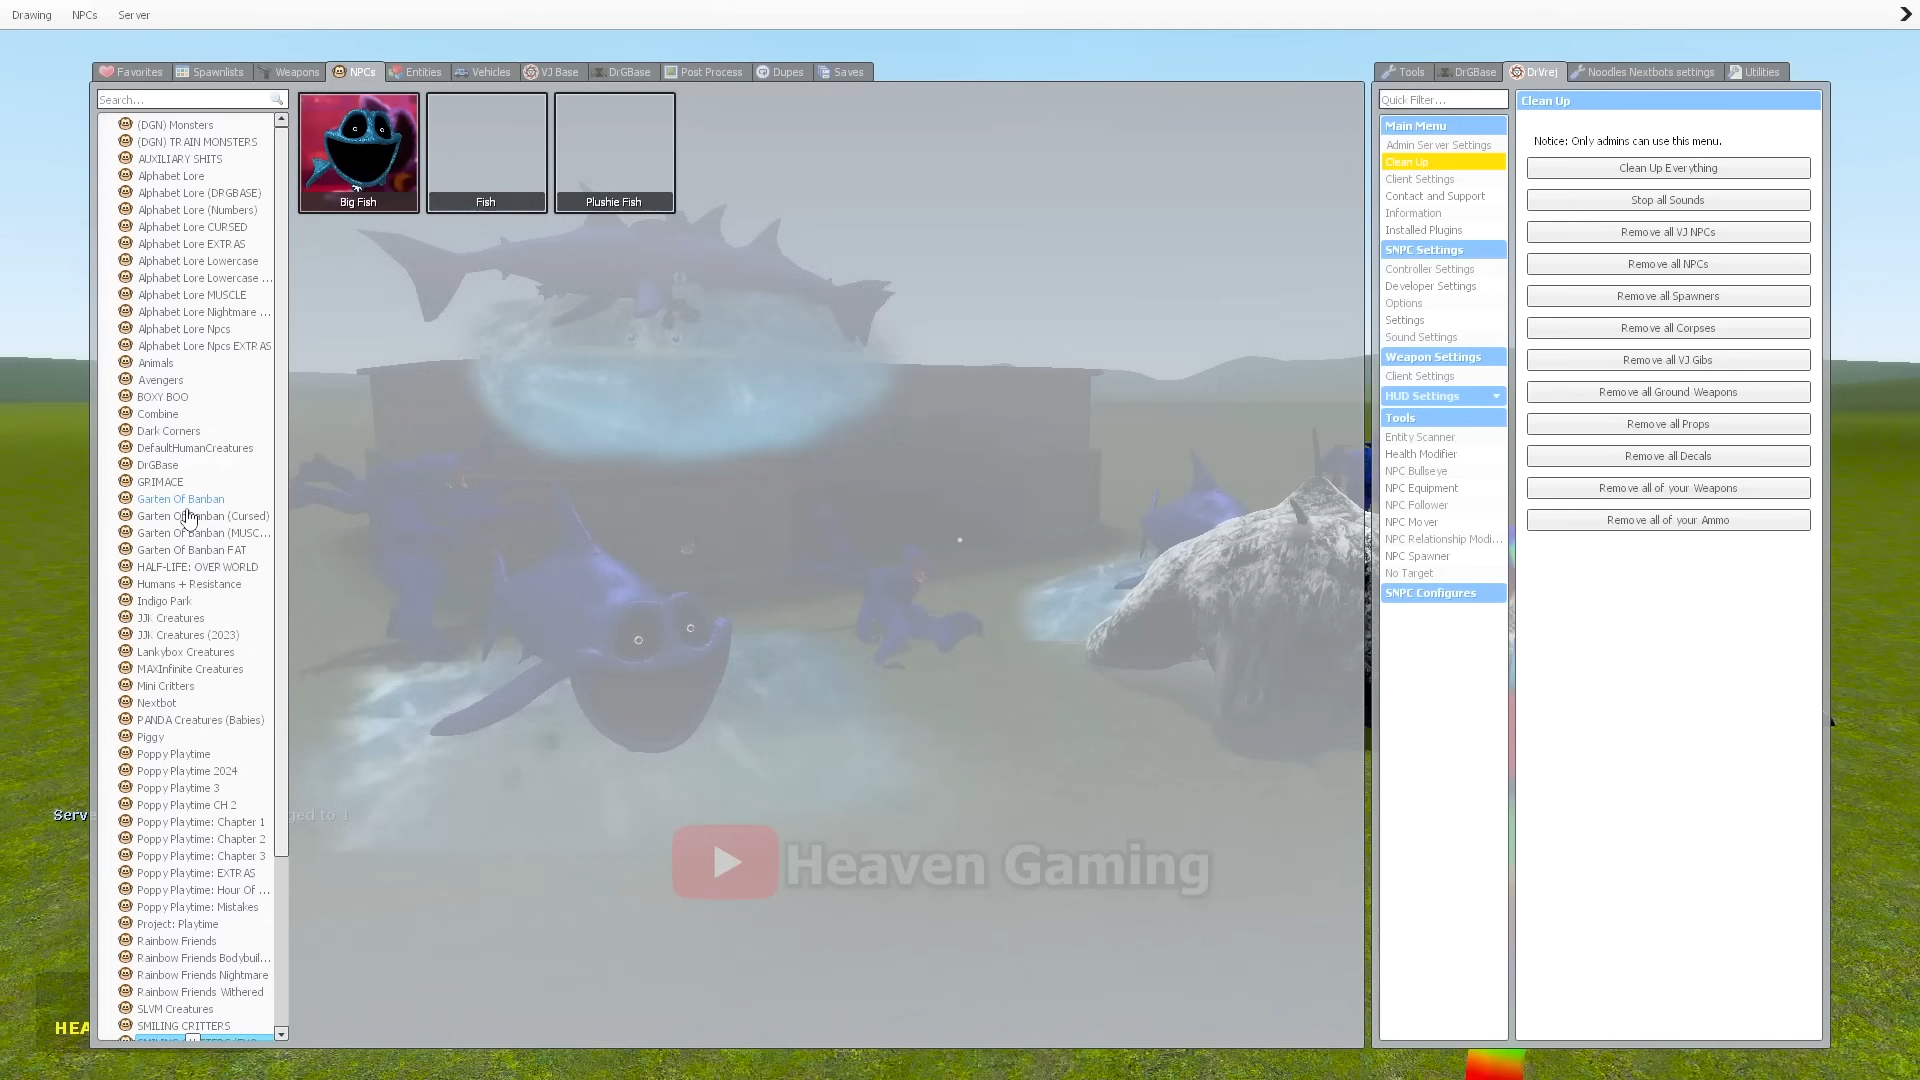 Drawing NPCs Server
Favorites Spawnlists Weapons NPCs Entities Vehicles VJ Base DrGBase Post Process Dupes Saves
Search...
(DGN) Monsters
(DGN) TRAIN MONSTERS
AUXILIARY SHITS
Alphabet Lore
Alphabet Lore (DRGBASE)
Alphabet Lore (Numbers)
Alphabet Lore CURSED
Alphabet Lore EXTRAS
Alphabet Lore Lowercase
Alphabet Lore Lowercase ...
Alphabet Lore MUSCLE
Alphabet Lore Nightmare ...
Alphabet Lore Npcs
Alphabet Lore Npcs EXTRAS
Animals
Avengers
BOXY BOO
Combine
Dark Corners
DefaultHumanCreatures
DrGBase
GRIMACE
Garten Of Banban
Garten Of Banban (Cursed)
Garten Of Banban (MUSC...
Garten Of Banban FAT
HALF-LIFE: OVERWORLD
Humans + Resistance
Indigo Park
JJK Creatures
JJK Creatures (2023)
Lankybox Creatures
MAXInfinite Creatures
Mini Critters
Nextbot
PANDA Creatures (Babies)
Piggy
Poppy Playtime
Poppy Playtime 2024
Poppy Playtime 3
Poppy Playtime CH 2
Poppy Playtime: Chapter 1
Poppy Playtime: Chapter 2
Poppy Playtime: Chapter 3
Poppy Playtime: EXTRAS
Poppy Playtime: Hour Of ...
Poppy Playtime: Mistakes
Project: Playtime
Rainbow Friends
Rainbow Friends Bodybuil...
Rainbow Friends Nightmare
Rainbow Friends Withered
SLVM Creatures
SMILING CRITTERS
Big Fish
Fish
Plushie Fish
Serve
ged to 1
HEA
Heaven Gaming
Tools DrGBase DrVrej Noodles Nextbots settings Utilities
Quick Filter...
Main Menu
Admin Server Settings
Clean Up
Client Settings
Contact and Support
Information
Installed Plugins
SNPC Settings
Controller Settings
Developer Settings
Options
Settings
Sound Settings
Weapon Settings
Client Settings
HUD Settings
Tools
Entity Scanner
Health Modifier
NPC Bullseye
NPC Equipment
NPC Follower
NPC Mover
NPC Relationship Modi...
NPC Spawner
No Target
SNPC Configures
Clean Up
Notice: Only admins can use this menu.
Clean Up Everything
Stop all Sounds
Remove all VJ NPCs
Remove all NPCs
Remove all Spawners
Remove all Corpses
Remove all VJ Gibs
Remove all Ground Weapons
Remove all Props
Remove all Decals
Remove all of your Weapons
Remove all of your Ammo